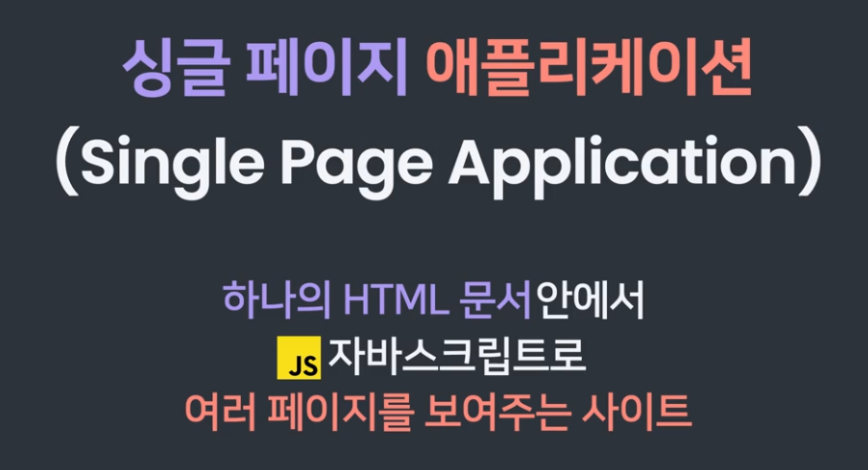 싱글 페이지 애플리케이션
(Single Page Application)
하나의 HTML 문서안에서
JS 자바스크립트로
여러 페이지를 보여주는 사이트